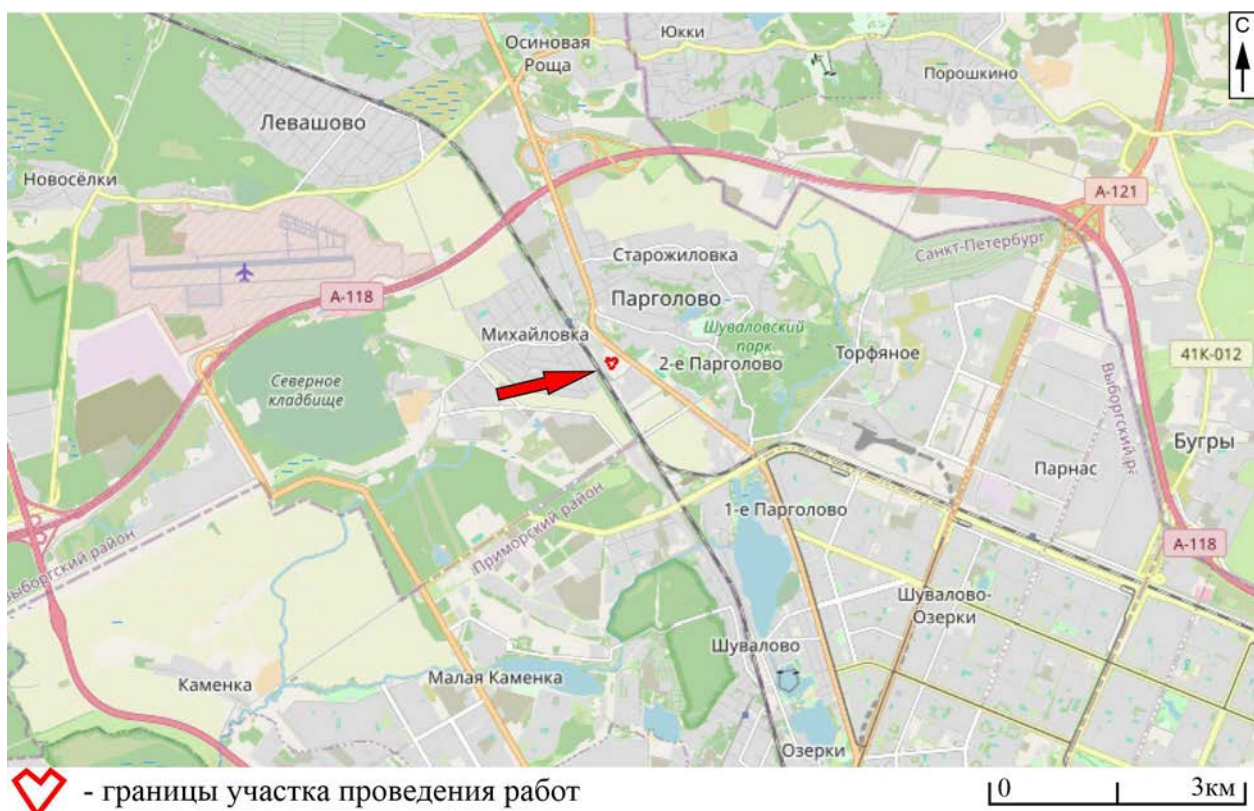 Осиновая
Роща
Юкки
Порошкино
С
Левашово
Новосёлки
А-121
Санкт-Петербург
Старожиловка
А-118
Парголово
Шуваловский
парк
Михайловка
2-е Парголово
Торфяное
41К-012
Выборгский р
Северное
кладбище
Бугры
Парнас
1-е Парголово
Приморский район
А-118
Выборгский район
Шувалово-
Озерки
Шувалово
Каменка
Малая Каменка
Озерки
- границы участка проведения работ
0 3км